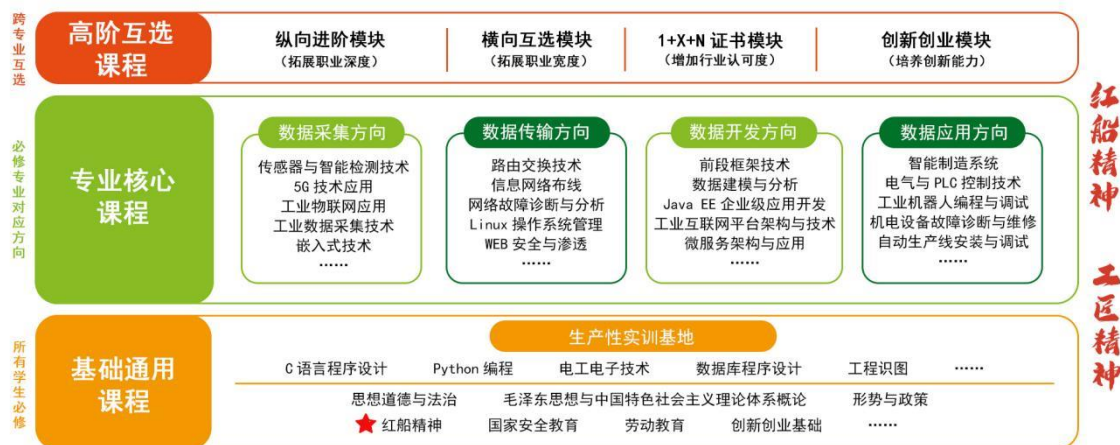 跨专业互选
高阶互选
课程
纵向进阶模块
（拓展职业深度）
横向互选模块
（拓展职业宽度）
1+X+N 证书模块
（增加行业认可度）
创新创业模块
（培养创新能力）
必修专业对应方向
专业核心
课程
数据采集方向
传感器与智能检测技术
5G 技术应用
工业物联网应用
工业数据采集技术
嵌入式技术
……
数据传输方向
路由交换技术
信息网络布线
网络故障诊断与分析
Linux 操作系统管理
WEB 安全与渗透
……
数据开发方向
前段框架技术
数据建模与分析
Java EE 企业级应用开发
工业互联网平台架构与技术
微服务架构与应用
……
数据应用方向
智能制造系统
电气与 PLC 控制技术
工业机器人编程与调试
机电设备故障诊断与维修
自动生产线安装与调试
……
所有学生必修
基础通用
课程
生产性实训基地
C 语言程序设计 Python 编程 电工电子技术 数据库程序设计 工程识图 ……
思想道德与法治 毛泽东思想与中国特色社会主义理论体系概论 形势与政策
红船精神 国家安全教育 劳动教育 创新创业基础 ……
红船精神
工匠精神